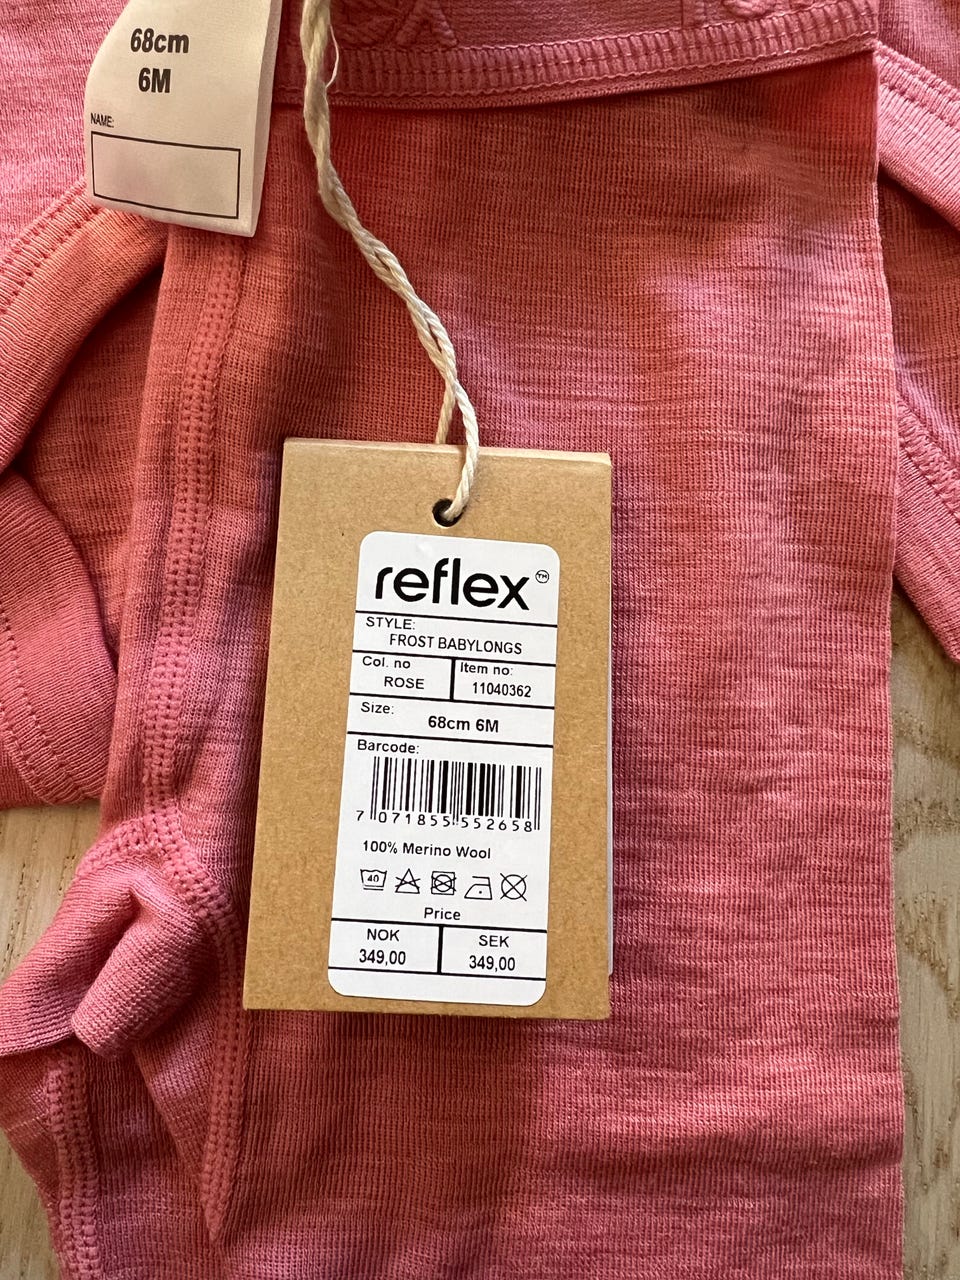 68cm
6M
NAME:
reflex™
STYLE:
FROST BABYLONGS
Col. no
ROSE
Item no:
11040362
Size:
68cm 6M
Barcode:
7 071855 552658
100% Merino Wool
40
Price
NOK
349,00
SEK
349,00